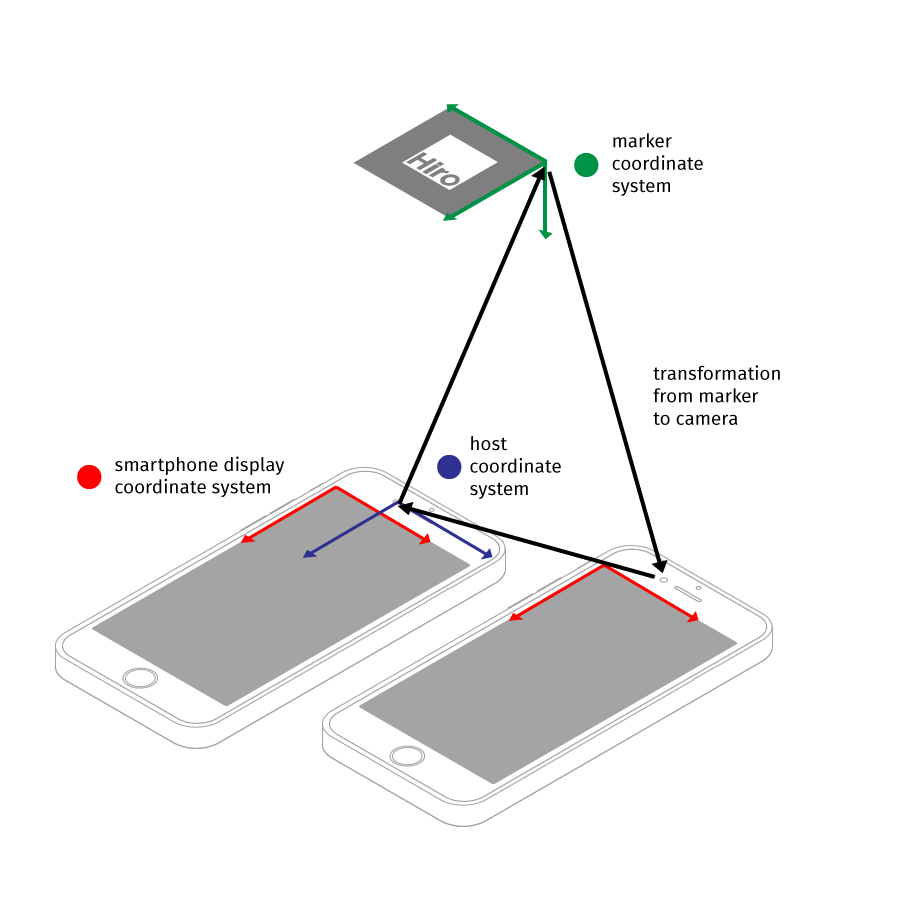 Hiro
marker
coordinate
system
transformation
from marker
to camera
host
coordinate
system
smartphone display
coordinate system